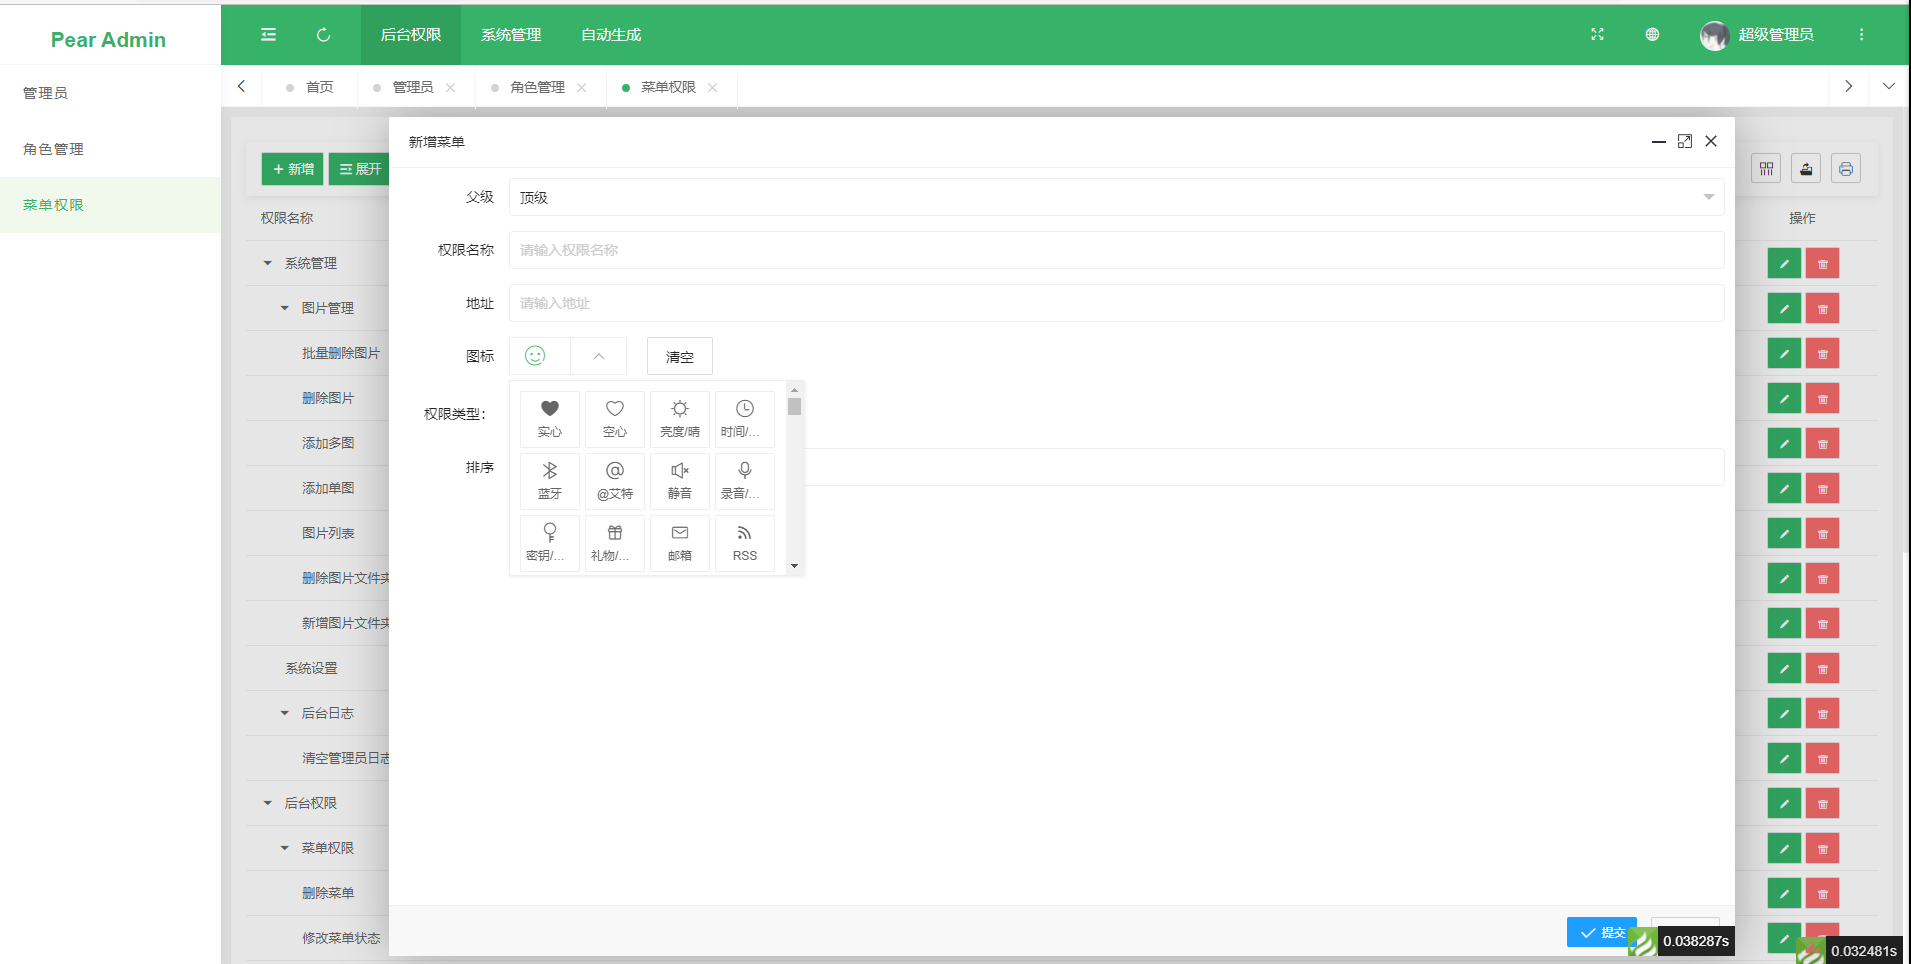 Pear Admin
后台权限 系统管理 自动生成 超级管理员
首页 管理员 角色管理 菜单权限
管理员
角色管理
菜单权限
新增 展开
权限名称 操作
系统管理
图片管理
批量删除图片
删除图片
添加多图
添加单图
图片列表
删除图片文件夹
新增图片文件夹
系统设置
后台日志
清空管理员日志
后台权限
菜单权限
删除菜单
修改菜单状态
新增菜单
父级 顶级
权限名称 请输入权限名称
地址 请输入地址
图标 清空
实心 空心 亮度/晴 时间/...
蓝牙 @艾特 静音 录音/...
密钥/... 礼物/... 邮箱 RSS
权限类型:
排序
提交
0.038287s
0.032481s